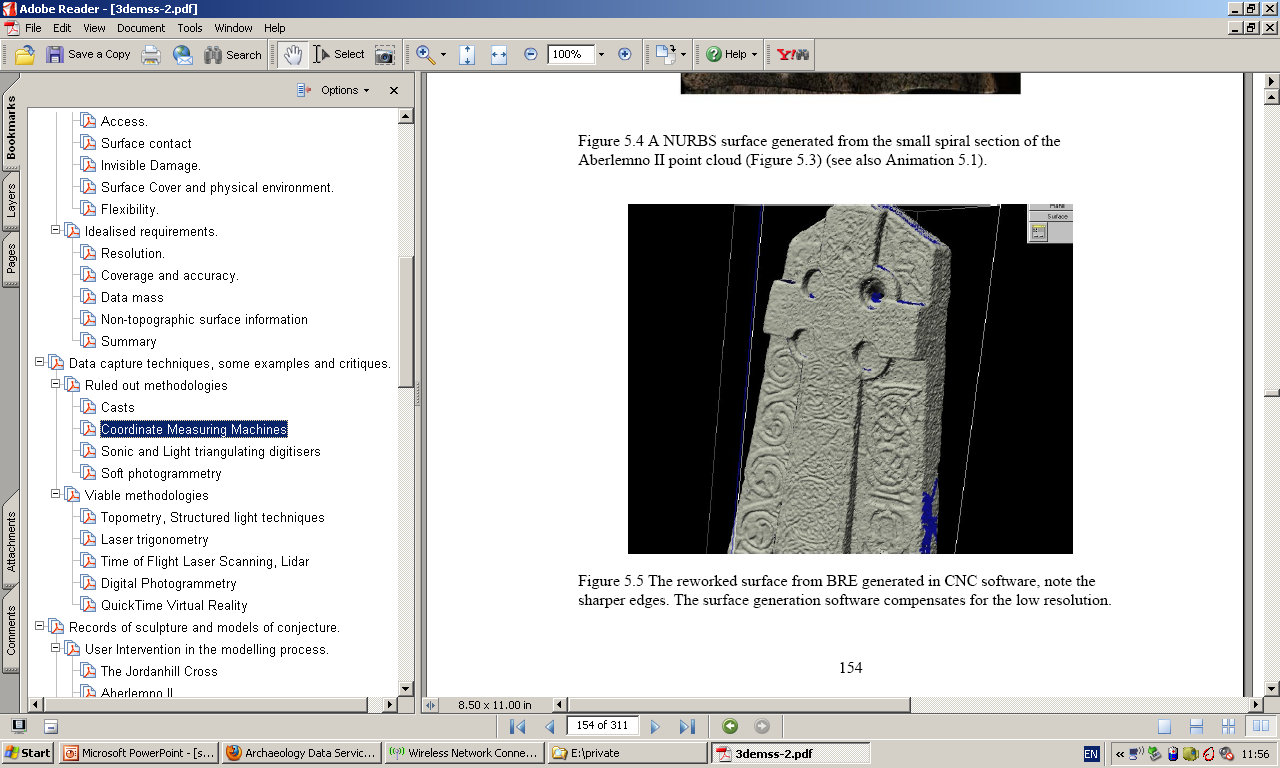 Adobe Reader - [3demss-2.pdf]
File Edit View Document Tools Window Help
Save a Copy Search Select 100% Help Y!
Options
Bookmarks
Layers
Pages
Attachments
Comments
Access.
Surface contact
Invisible Damage
Surface Cover and physical environment.
Flexibility.
Idealised requirements.
Resolution.
Coverage and accuracy.
Data mass
Non-topographic surface information
Summary
Data capture techniques, some examples and critiques.
Ruled out methodologies
Casts
Coordinate Measuring Machines
Sonic and Light triangulating digitisers
Soft photogrammetry
Viable methodologies
Topometry, Structured light techniques
Laser trigonometry
Time of Flight Laser Scanning, Lidar
Digital Photogrammetry
QuickTime Virtual Reality
Records of sculpture and models of conjecture.
User Intervention in the modelling process.
The Jordanhill Cross
Aberlemno II
Figure 5.4 A NURBS surface generated from the small spiral section of the
Aberlemno II point cloud (Figure 5.3) (see also Animation 5.1).
Plane
Surface
Figure 5.5 The reworked surface from BRE generated in CNC software, note the
sharper edges. The surface generation software compensates for the low resolution.
154
8.50 x 11.00 in
154 of 311
Start Microsoft PowerPoint - [s... Archaeology Data Servic... Wireless Network Conne... E:\private 3demss-2.pdf EN « 11:56